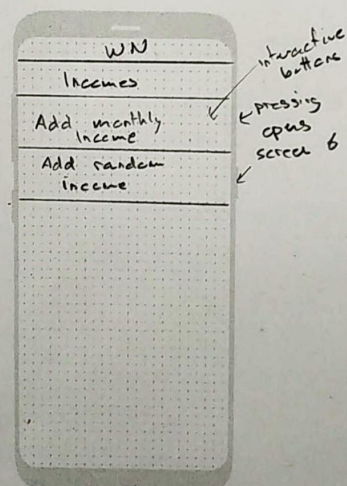 WN
Incomes
Add monthly
Income
Add random
income
interactive
buttons
pressing
opens
screen 6